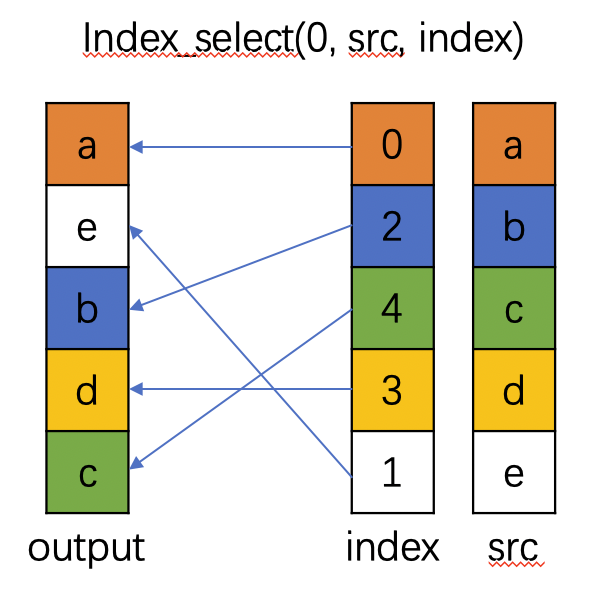 Index_select(0, src, index)
a 0 a
e 2 b
b 4 c
d 3 d
c 1 e
output index src